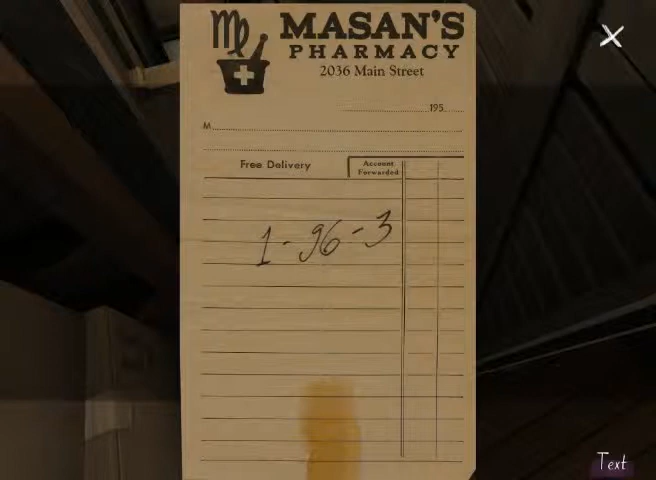 MASAN'S
PHARMACY
2036 Main Street
195
M
Free Delivery
Account Forwarded
1-96-3
Text